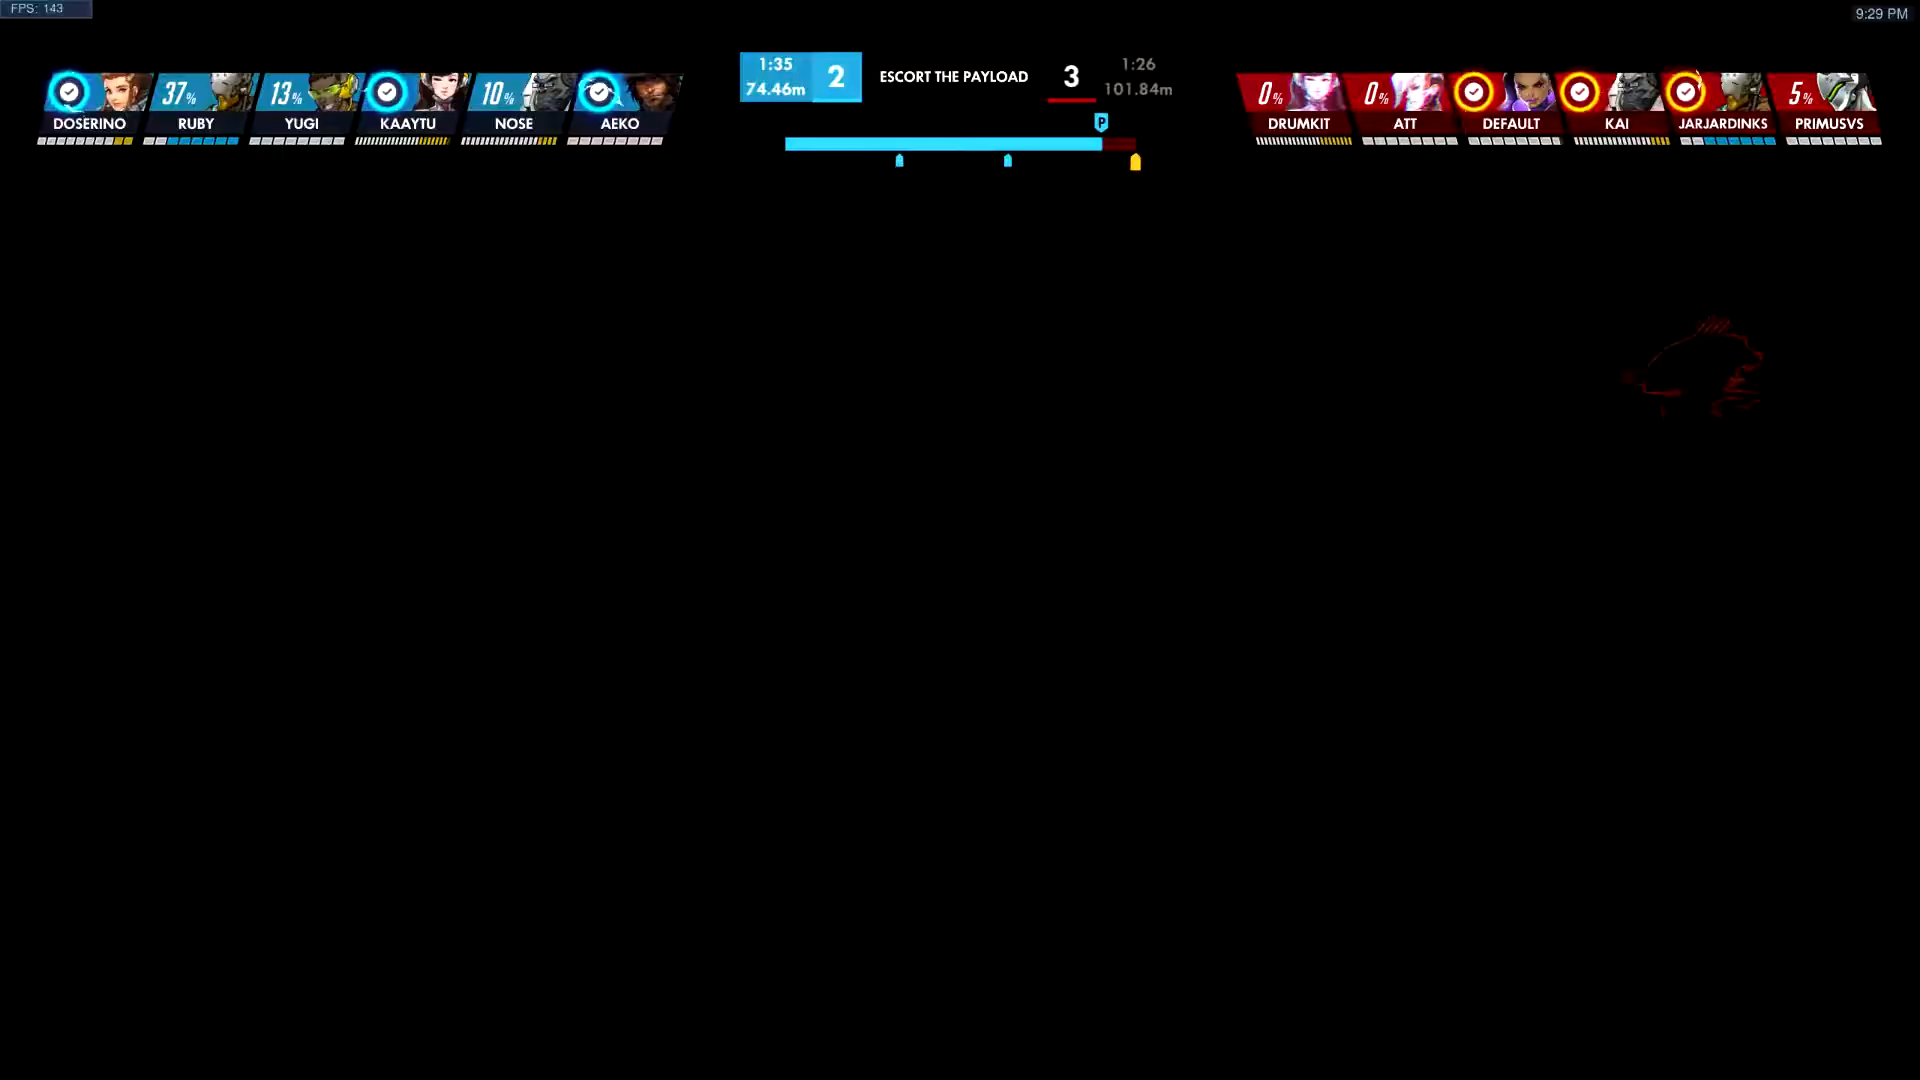 FPS: 143
9:29 PM
1:35
74.46m
2
ESCORT THE PAYLOAD
3
1:26
101.84m
37%
13%
10%
0%
0%
5%
DOSERINO
RUBY
YUGI
KAAYTU
NOSE
AEKO
DRUMKIT
ATT
DEFAULT
KAI
JARJARDINKS
PRIMUSVS
P